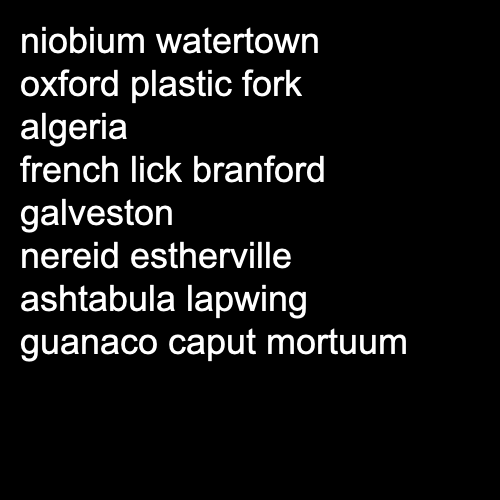 niobium watertown
oxford plastic fork
algeria
french lick branford
galveston
nereid estherville
ashtabula lapwing
guanaco caput mortuum